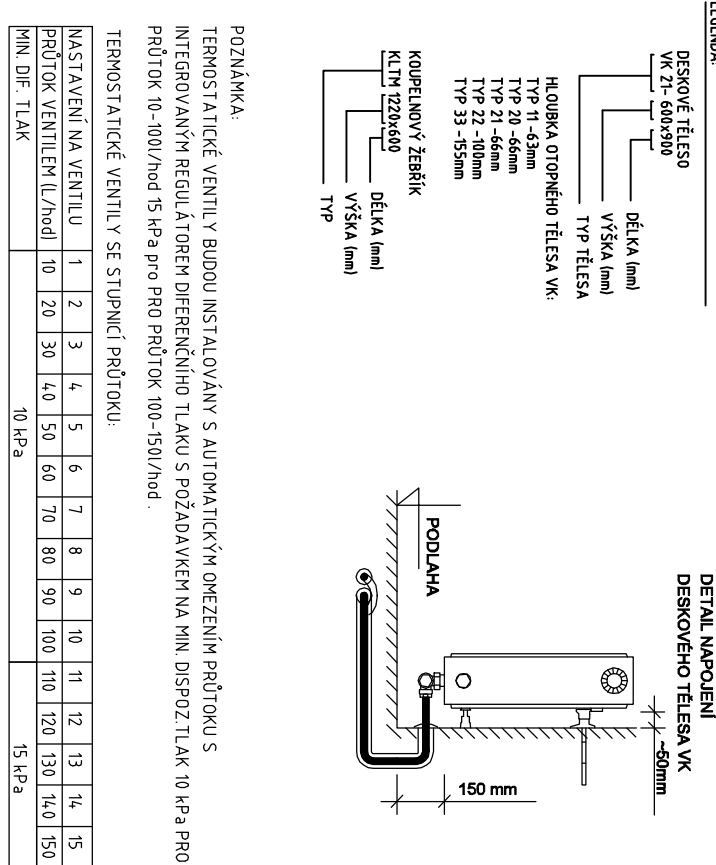 LEGENDA:
DESKOVÉ TĚLESO
VK 21- 600x900
DÉLKA (mm)
VÝŠKA (mm)
TYP TĚLESA
HLOUBKA OTOPNÉHO TĚLESA VK:
TYP 11 -63mm
TYP 20 -66mm
TYP 21 -66mm
TYP 22 -100mm
TYP 33 -155mm
KOUPELNOVÝ ŽEBŘÍK
KLTM 1220x600
DÉLKA (mm)
VÝŠKA (mm)
TYP
DETAIL NAPOJENÍ
DESKOVÉHO TĚLESA VK
~50mm
150 mm
PODLAHA
POZNÁMKA:
TERMOSTATICKÉ VENTILY BUDOU INSTALOVÁNY S AUTOMATICKÝM OMEZENÍM PRŮTOKU S
INTEGROVANÝM REGULÁTOREM DIFERENČNÍHO TLAKU S POŽADAVKEM NA MIN. DISPOZ.TLAK 10 kPa PRO
PRŮTOK 10-100l/hod 15 kPa pro PRO PRŮTOK 100-150l/hod .
TERMOSTATICKÉ VENTILY SE STUPNICÍ PRŮTOKU:
NASTAVENÍ NA VENTILU 1 2 3 4 5 6 7 8 9 10 11 12 13 14 15
PRŮTOK VENTILEM (L/hod) 10 20 30 40 50 60 70 80 90 100 110 120 130 140 150
MIN. DIF. TLAK 10 kPa 15 kPa